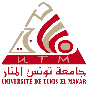 UTM
جامعة تونس المنار
UNIVERSITÉ DE TUNIS EL MANAR